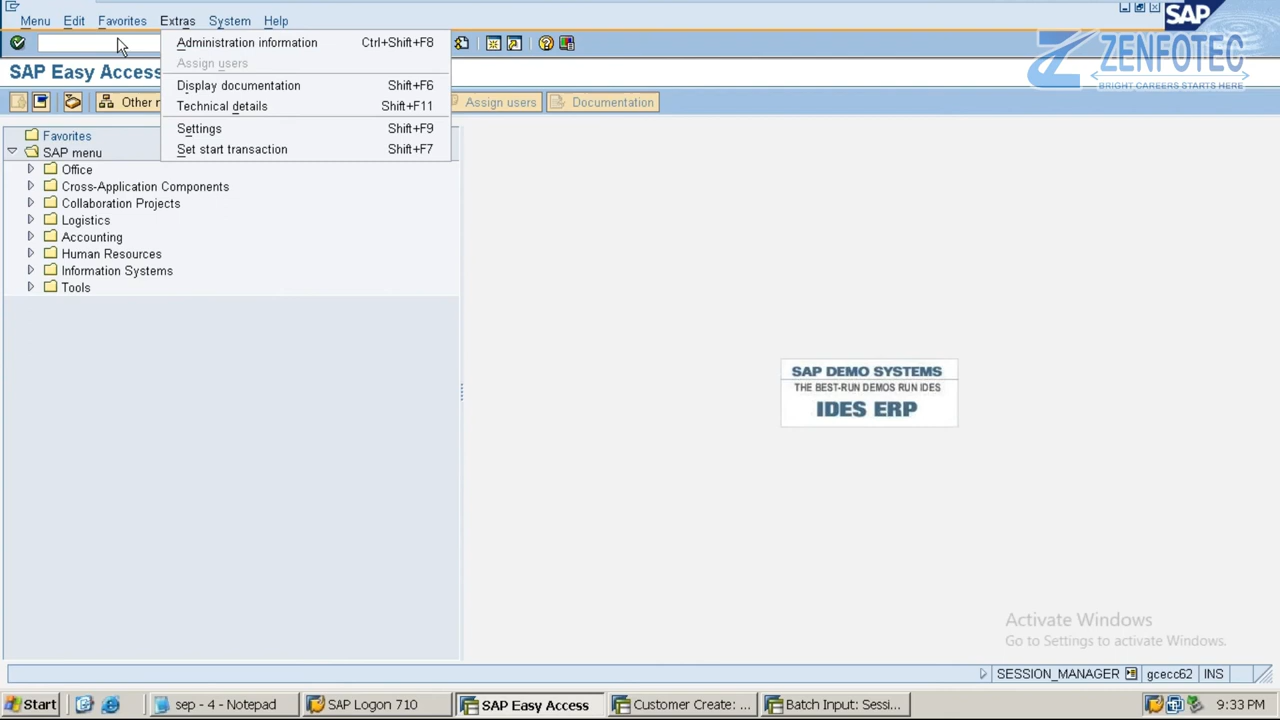 Menu Edit Favorites Extras System Help
SAP
Administration information Ctrl+Shift+F8
Assign users
Display documentation Shift+F6
Technical details Shift+F11
Settings Shift+F9
Set start transaction Shift+F7
SAP Easy Access
ZENFOTEC
BRIGHT CAREERS STARTS HERE
Other r
Assign users Documentation
Favorites
SAP menu
Office
Cross-Application Components
Collaboration Projects
Logistics
Accounting
Human Resources
Information Systems
Tools
SAP DEMO SYSTEMS
THE BEST-RUN DEMOS RUN IDES
IDES ERP
Activate Windows
Go to Settings to activate Windows.
SESSION_MANAGER gcecc62 INS
Start sep - 4 - Notepad SAP Logon 710 SAP Easy Access Customer Create: ... Batch Input: Sessi... 9:33 PM